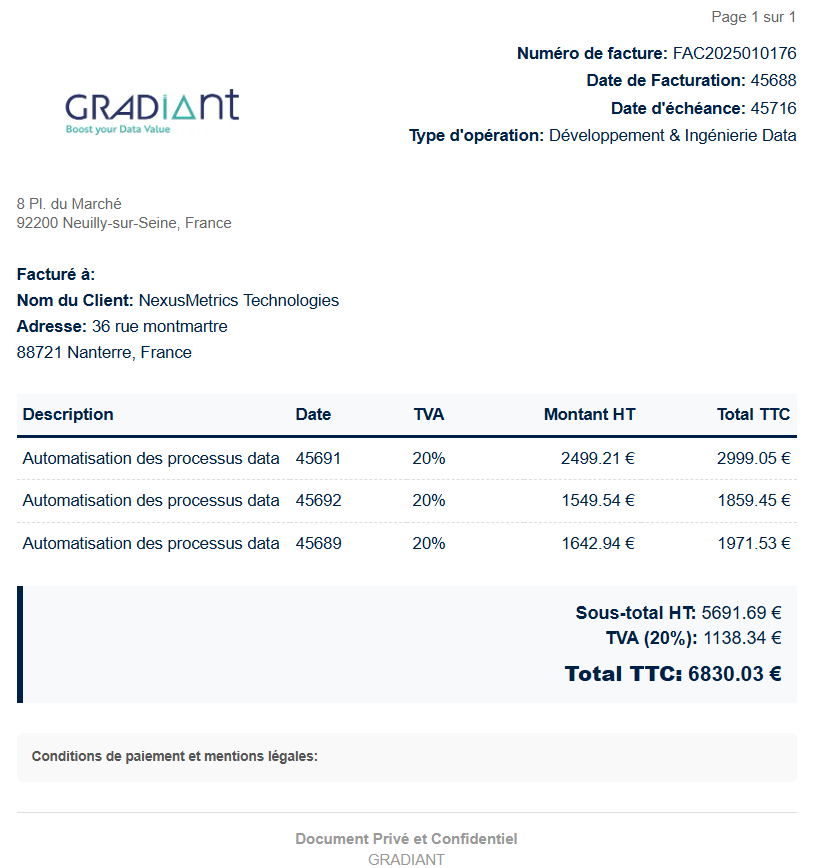 Page 1 sur 1
Numéro de facture: FAC2025010176
Date de Facturation: 45688
Date d'échéance: 45716
Type d'opération: Développement & Ingénierie Data
GRADIANT
Boost your Data Value
8 Pl. du Marché
92200 Neuilly-sur-Seine, France
Facturé à:
Nom du Client: NexusMetrics Technologies
Adresse: 36 rue montmartre
88721 Nanterre, France
Description Date TVA Montant HT Total TTC
Automatisation des processus data 45691 20% 2499.21 € 2999.05 €
Automatisation des processus data 45692 20% 1549.54 € 1859.45 €
Automatisation des processus data 45689 20% 1642.94 € 1971.53 €
Sous-total HT: 5691.69 €
TVA (20%): 1138.34 €
Total TTC: 6830.03 €
Conditions de paiement et mentions légales:
Document Privé et Confidentiel
GRADIANT